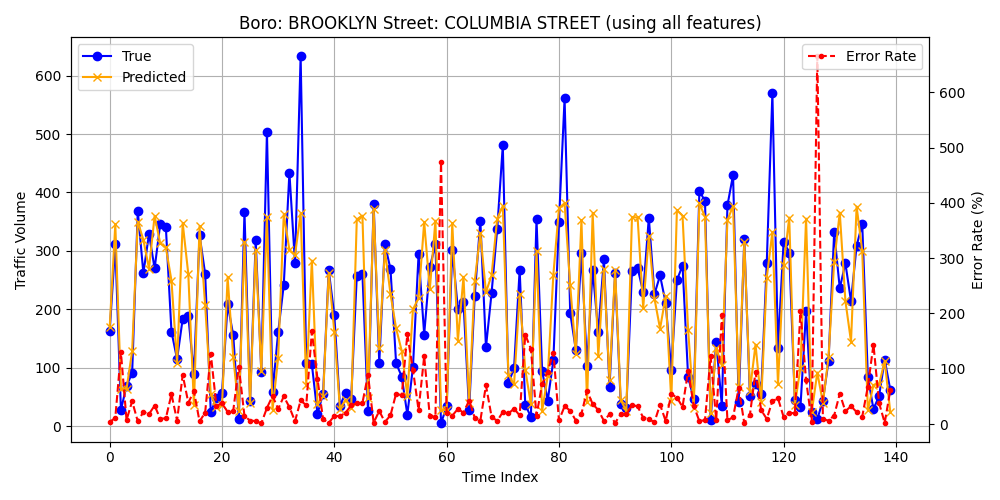 Boro: BROOKLYN Street: COLUMBIA STREET (using all features)
True
Predicted
Error Rate
600
500
400
300
200
100
0
Traffic Volume
600
500
400
300
200
100
0
Error Rate (%)
0 20 40 60 80 100 120 140
Time Index